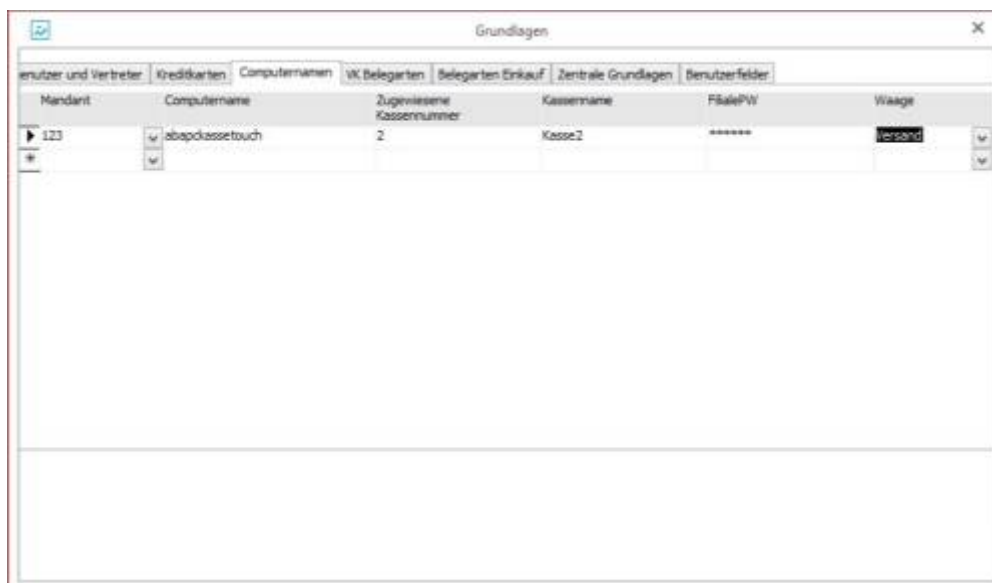 Grundlagen
enutzer und Vertreter Kreditkarten Computernamen VK Belegarten Belegarten Einkauf Zentrale Grundlagen Benutzerfelder
Mandant Computername Zugewiesene Kassennummer Kassenname FilialePW Waage
123 abapckassetouch 2 Kasse2 ****** Versand